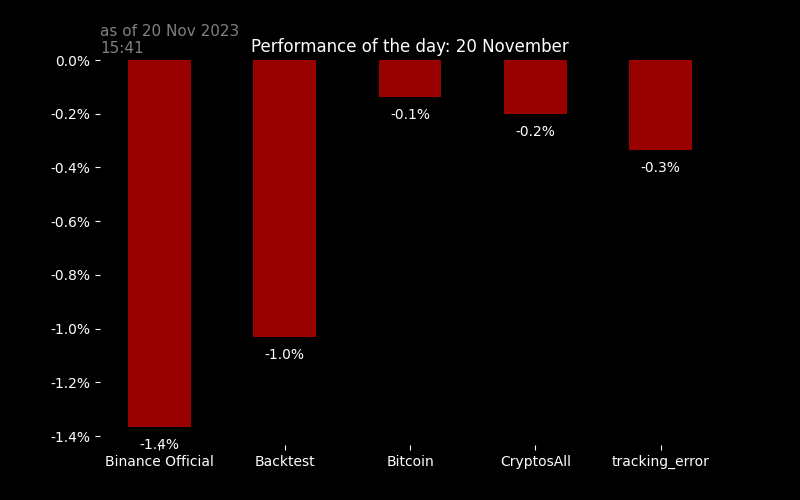 as of 20 Nov 2023
15:41
Performance of the day: 20 November
0.0%
-0.2%
-0.4%
-0.6%
-0.8%
-1.0%
-1.2%
-1.4%
-1.4%
-1.0%
-0.1%
-0.2%
-0.3%
Binance Official
Backtest
Bitcoin
CryptosAll
tracking_error